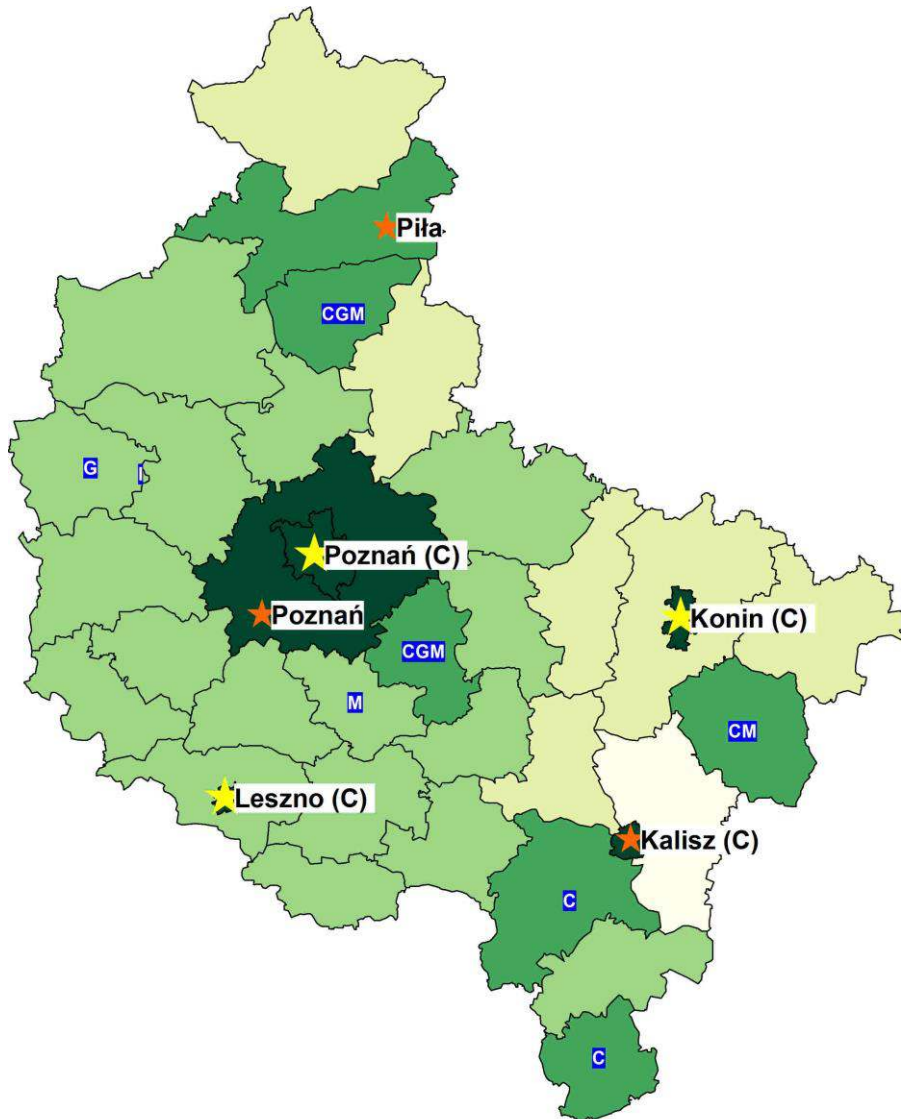 Piła
CGM
G
I
Poznań (C)
Poznań
Konin (C)
CGM
M
CM
Leszno (C)
Kalisz (C)
C
C